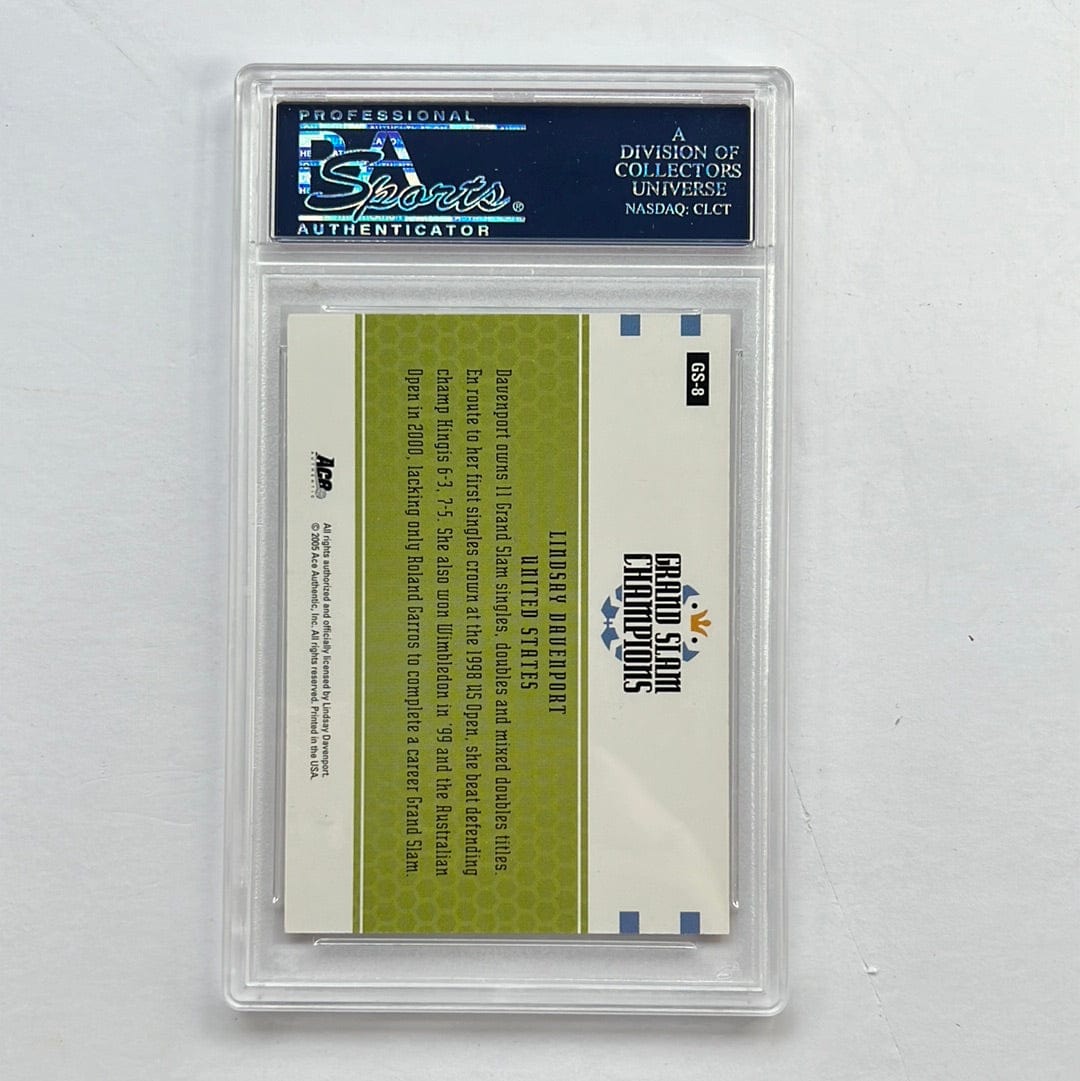 PROFESSIONAL
PSA
Sports®
AUTHENTICATOR
A
DIVISION OF
COLLECTORS
UNIVERSE
NASDAQ: CLCT
GS-8
GRAND SLAM
CHAMPIONS
LINDSAY DAVENPORT
UNITED STATES
Davenport owns 11 Grand Slam singles, doubles and mixed doubles titles.
En route to her first singles crown at the 1998 US Open, she beat defending
champ Hingis 6-3, 7-5. She also won Wimbledon in '99 and the Australian
Open in 2000, lacking only Roland Garros to complete a career Grand Slam.
Ace
AUTHENTIC
All rights authorized and officially licensed by Lindsay Davenport.
© 2005 Ace Authentic, Inc. All rights reserved. Printed in the USA.